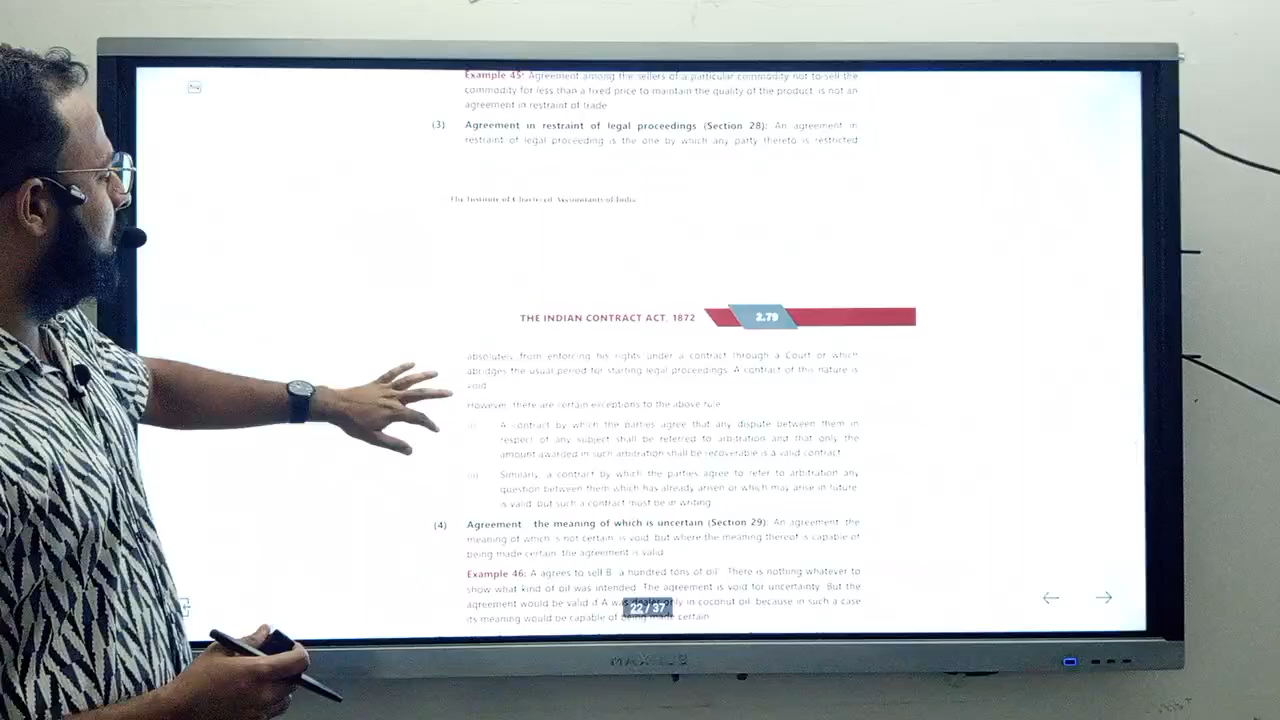 Example 45: Agreement among the sellers of a particular commodity not to sell the
commodity for less than a fixed price to maintain the quality of the product, is not an
agreement in restraint of trade
(3) Agreement in restraint of legal proceedings (Section 28): An agreement in
restraint of legal proceeding is the one by which any party thereto is restricted
The Institute of Chartered Accountants of India
THE INDIAN CONTRACT ACT, 1872 2.79
absolutely from enforcing his rights under a contract through a Court or which
abridges the usual period for starting legal proceedings. A contract of this nature is
void
However, there are certain exceptions to the above rule
(i) A contract by which the parties agree that any dispute between them in
respect of any subject shall be referred to arbitration and that only the
amount awarded in such arbitration shall be recoverable is a valid contract
(ii) Similarly, a contract by which the parties agree to refer to arbitration any
question between them which has already arisen or which may arise in future
is valid, but such a contract must be in writing
(4) Agreement the meaning of which is uncertain (Section 29): An agreement, the
meaning of which is not certain, is void, but where the meaning thereof is capable of
being made certain, the agreement is valid
Example 46: A agrees to sell B "a hundred tons of oil" There is nothing whatever to
show what kind of oil was intended. The agreement is void for uncertainty. But the
agreement would be valid if A was dealer only in coconut oil, because in such a case
22 / 37
its meaning would be capable of being made certain
MAXHUB